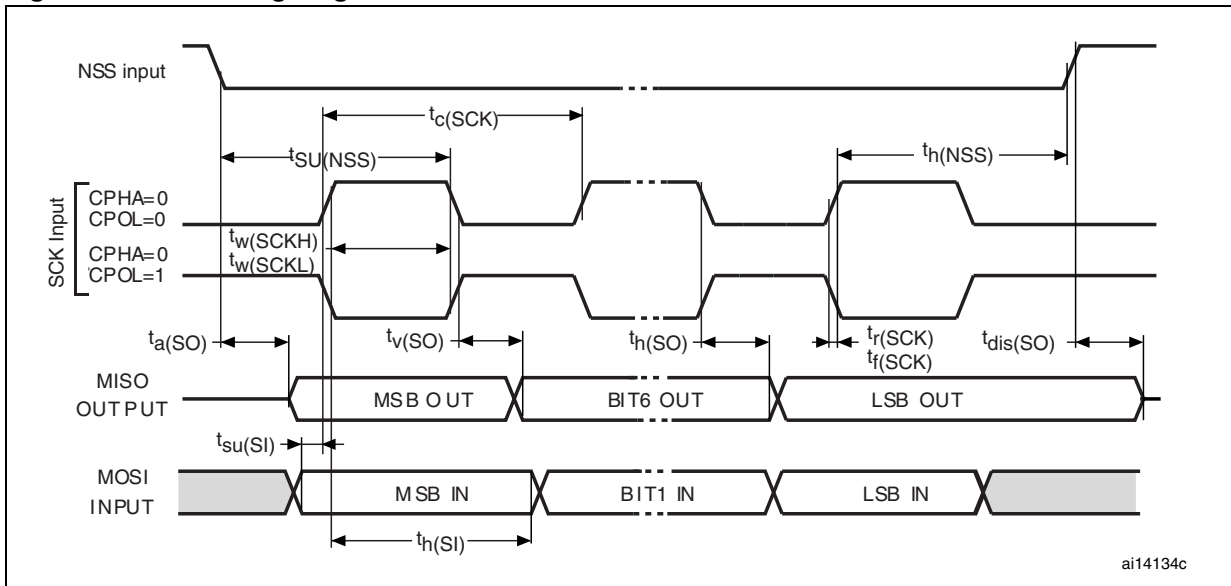 NSS input
tc(SCK)
tSU(NSS)
th(NSS)
SCK Input
CPHA=0
CPOL=0
tw(SCKH)
CPHA=0
tw(SCKL)
CPOL=1
ta(SO)
tv(SO)
th(SO)
tr(SCK)
tf(SCK)
tdis(SO)
MISO
OUTPUT
MSB OUT
BIT6 OUT
LSB OUT
tsu(SI)
MOSI
INPUT
MSB IN
BIT1 IN
LSB IN
th(SI)
ai14134c